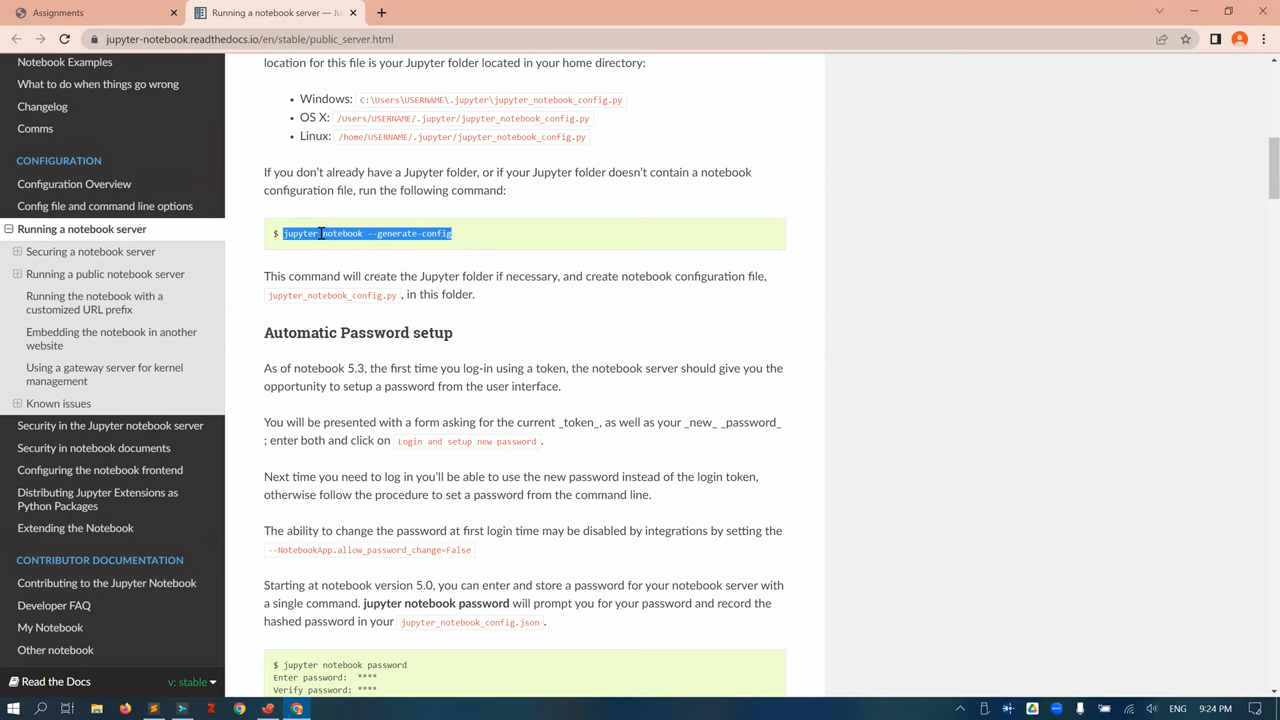 Assignments
Running a notebook server — Jup
jupyter-notebook.readthedocs.io/en/stable/public_server.html
Notebook Examples
What to do when things go wrong
Changelog
Comms
CONFIGURATION
Configuration Overview
Config file and command line options
Running a notebook server
Securing a notebook server
Running a public notebook server
Running the notebook with a
customized URL prefix
Embedding the notebook in another
website
Using a gateway server for kernel
management
Known issues
Security in the Jupyter notebook server
Security in notebook documents
Configuring the notebook frontend
Distributing Jupyter Extensions as
Python Packages
Extending the Notebook
CONTRIBUTOR DOCUMENTATION
Contributing to the Jupyter Notebook
Developer FAQ
My Notebook
Other notebook
Read the Docs
v: stable
location for this file is your Jupyter folder located in your home directory:
• Windows: C:\Users\USERNAME\.jupyter\jupyter_notebook_config.py
• OS X: /Users/USERNAME/.jupyter/jupyter_notebook_config.py
• Linux: /home/USERNAME/.jupyter/jupyter_notebook_config.py
If you don’t already have a Jupyter folder, or if your Jupyter folder doesn’t contain a notebook
configuration file, run the following command:
$ jupyter notebook --generate-config
This command will create the Jupyter folder if necessary, and create notebook configuration file,
jupyter_notebook_config.py , in this folder.
Automatic Password setup
As of notebook 5.3, the first time you log-in using a token, the notebook server should give you the
opportunity to setup a password from the user interface.
You will be presented with a form asking for the current _token_, as well as your _new_ _password_
; enter both and click on Login and setup new password .
Next time you need to log in you’ll be able to use the new password instead of the login token,
otherwise follow the procedure to set a password from the command line.
The ability to change the password at first login time may be disabled by integrations by setting the
--NotebookApp.allow_password_change=False
Starting at notebook version 5.0, you can enter and store a password for your notebook server with
a single command. jupyter notebook password will prompt you for your password and record the
hashed password in your jupyter_notebook_config.json .
$ jupyter notebook password
Enter password: ****
Verify password: ****
9:24 PM